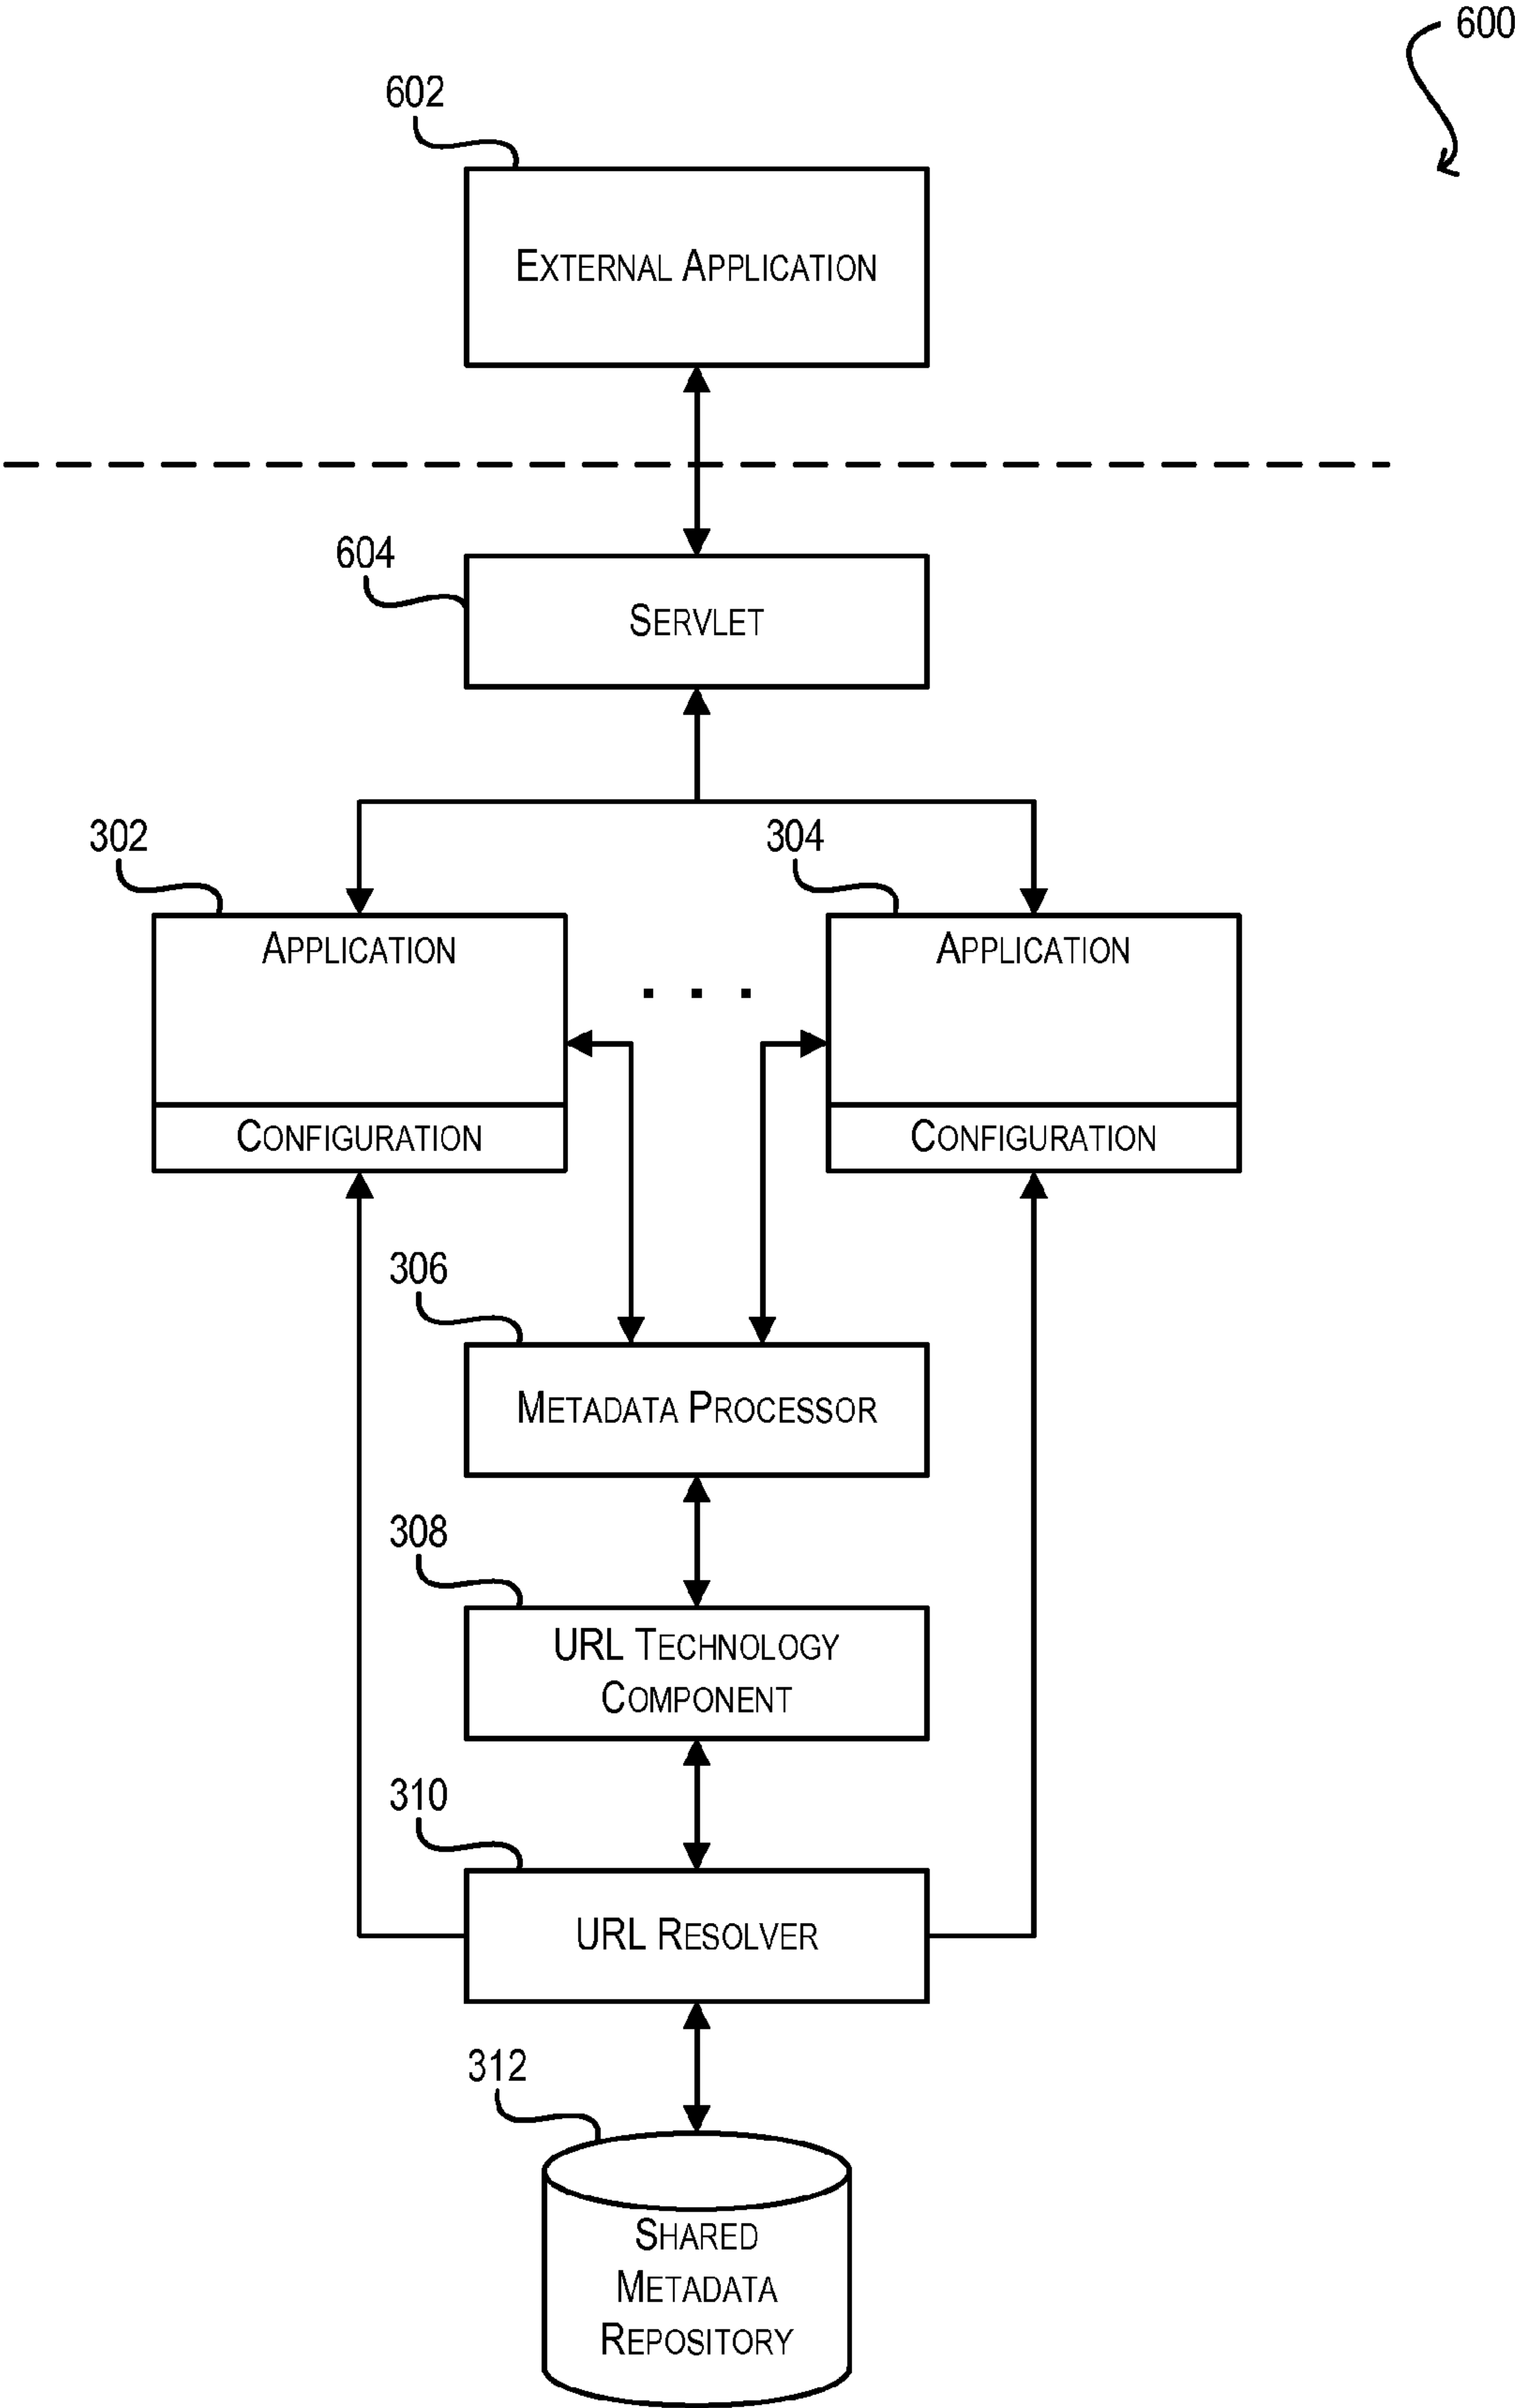 600
602
External Application
604
Servlet
302
304
Application
Application
. . .
Configuration
Configuration
306
Metadata Processor
308
URL Technology
Component
310
URL Resolver
312
Shared
Metadata
Repository